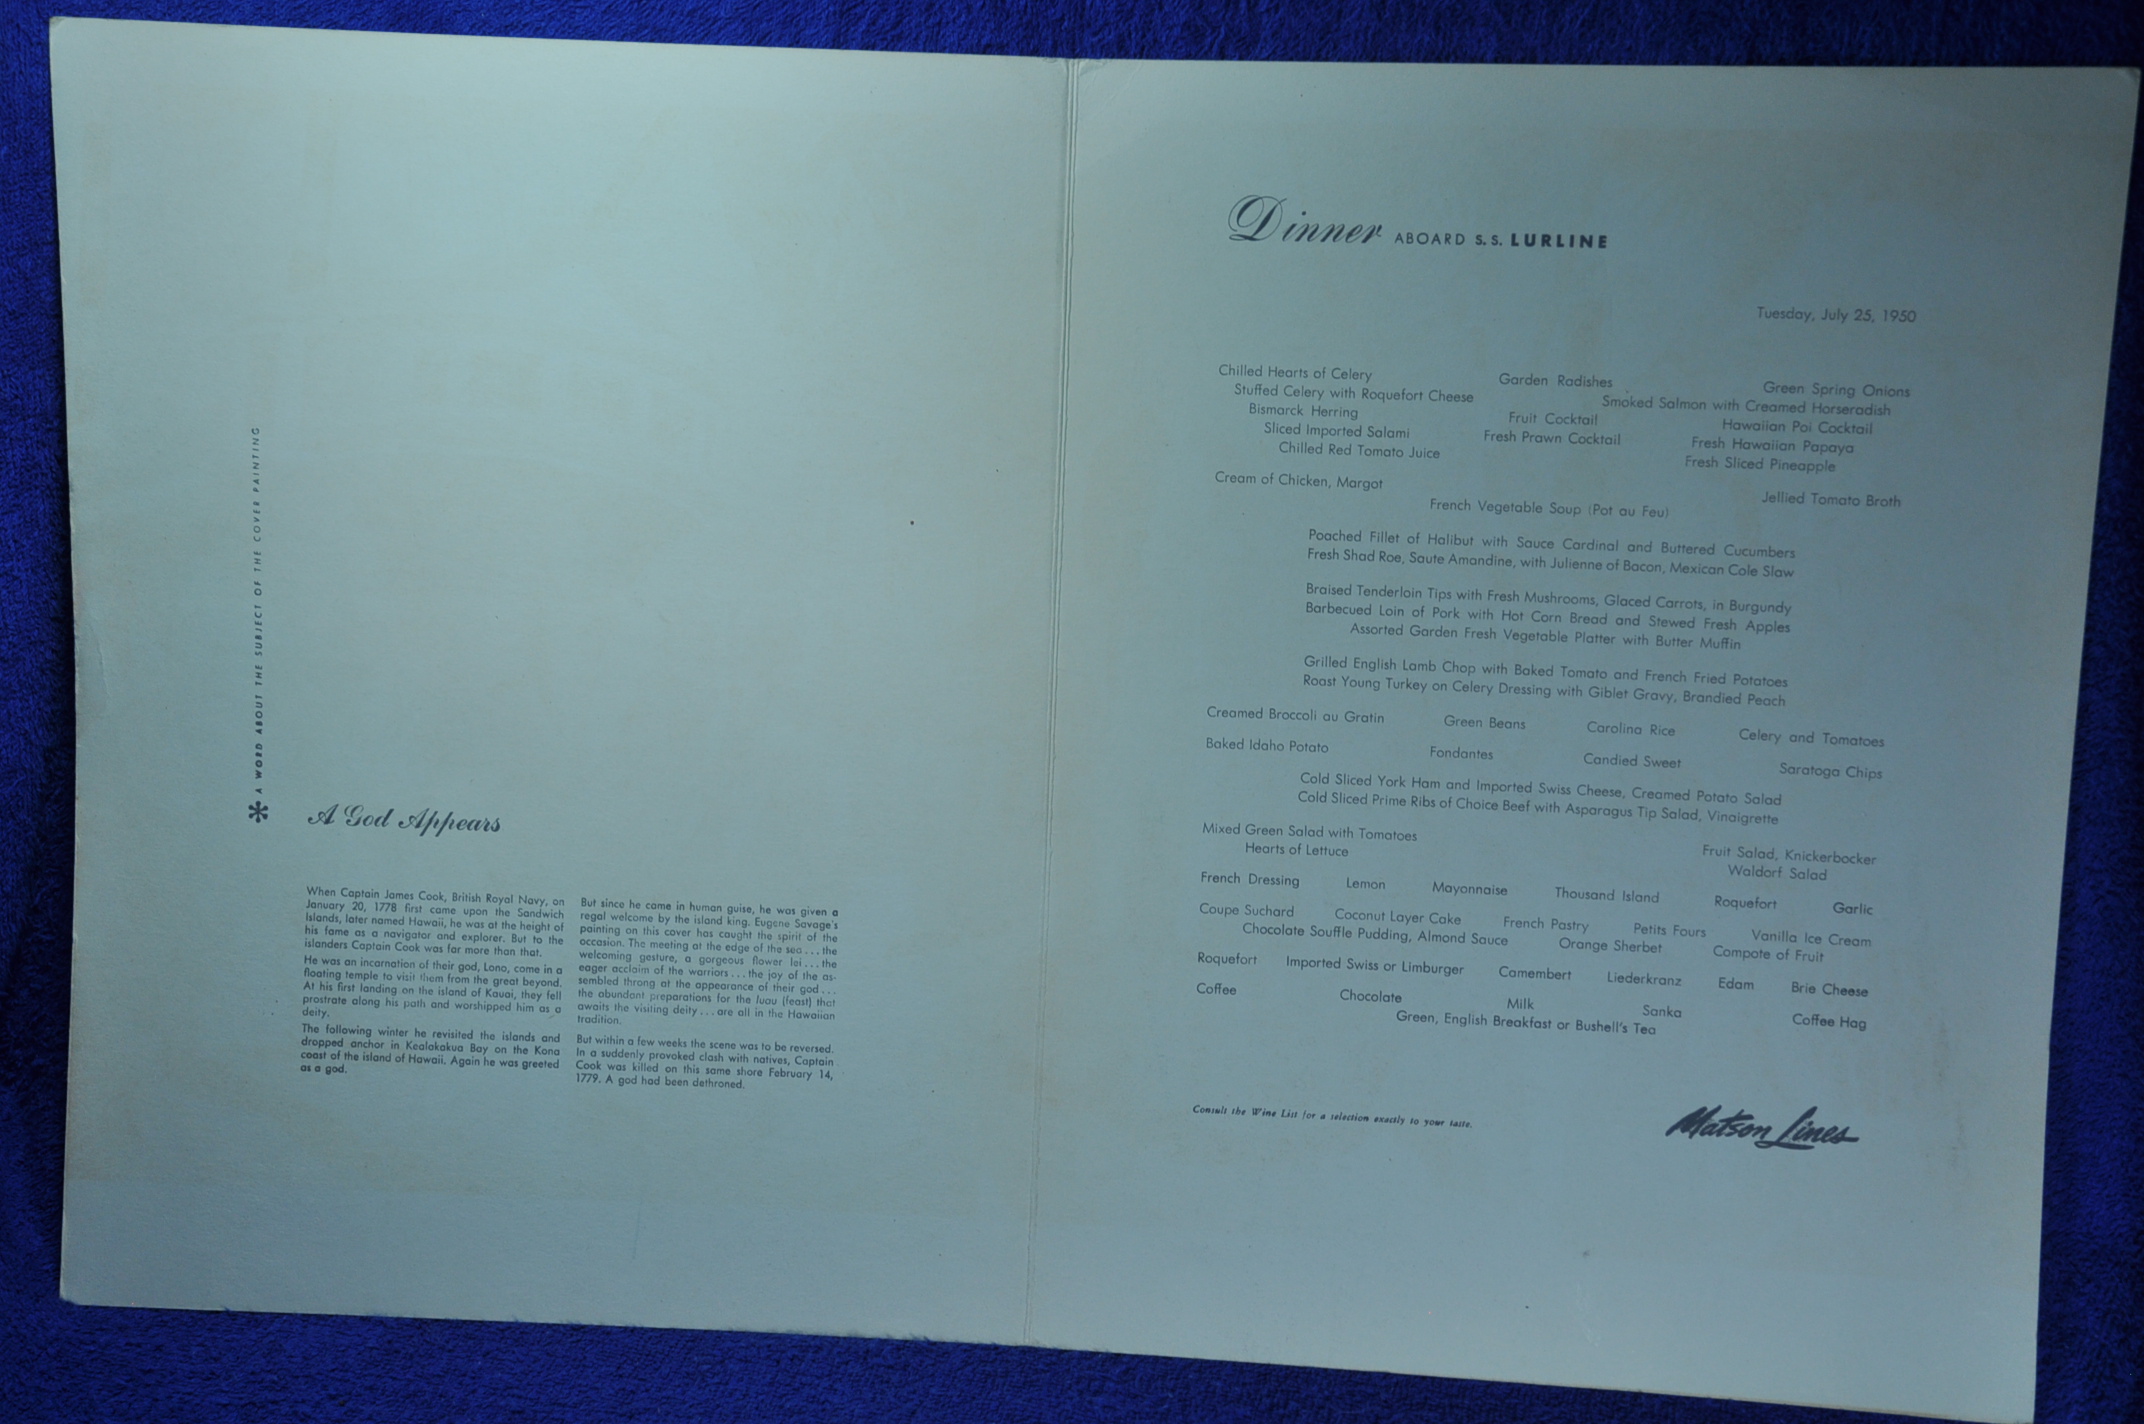 * A WORD ABOUT THE SUBJECT OF THE COVER PAINTING
A God Appears
When Captain James Cook, British Royal Navy, on
January 20, 1778 first came upon the Sandwich
Islands, later named Hawaii, he was at the height of
his fame as a navigator and explorer. But to the
islanders Captain Cook was far more than that.
He was an incarnation of their god, Lono, come in a
floating temple to visit them from the great beyond.
At his first landing on the island of Kauai, they fell
prostrate along his path and worshipped him as a
deity.
The following winter he revisited the islands and
dropped anchor in Kealakakua Bay on the Kona
coast of the island of Hawaii. Again he was greeted
as a god.
But since he came in human guise, he was given a
regal welcome by the island king. Eugene Savage's
painting on this cover has caught the spirit of the
occasion. The meeting at the edge of the sea . . . the
welcoming gesture, a gorgeous flower lei . . . the
eager acclaim of the warriors . . . the joy of the as-
sembled throng at the appearance of their god . . .
the abundant preparations for the luau (feast) that
awaits the visiting deity . . . are all in the Hawaiian
tradition.
But within a few weeks the scene was to be reversed.
In a suddenly provoked clash with natives, Captain
Cook was killed on this same shore February 14,
1779. A god had been dethroned.
Dinner ABOARD S. S. LURLINE
Tuesday, July 25, 1950
Chilled Hearts of Celery Garden Radishes Green Spring Onions
Stuffed Celery with Roquefort Cheese Smoked Salmon with Creamed Horseradish
Bismarck Herring Fruit Cocktail Hawaiian Poi Cocktail
Sliced Imported Salami Fresh Prawn Cocktail Fresh Hawaiian Papaya
Chilled Red Tomato Juice Fresh Sliced Pineapple
Cream of Chicken, Margot Jellied Tomato Broth
French Vegetable Soup (Pot au Feu)
Poached Fillet of Halibut with Sauce Cardinal and Buttered Cucumbers
Fresh Shad Roe, Saute Amandine, with Julienne of Bacon, Mexican Cole Slaw
Braised Tenderloin Tips with Fresh Mushrooms, Glaced Carrots, in Burgundy
Barbecued Loin of Pork with Hot Corn Bread and Stewed Fresh Apples
Assorted Garden Fresh Vegetable Platter with Butter Muffin
Grilled English Lamb Chop with Baked Tomato and French Fried Potatoes
Roast Young Turkey on Celery Dressing with Giblet Gravy, Brandied Peach
Creamed Broccoli au Gratin Green Beans Carolina Rice Celery and Tomatoes
Baked Idaho Potato Fondantes Candied Sweet Saratoga Chips
Cold Sliced York Ham and Imported Swiss Cheese, Creamed Potato Salad
Cold Sliced Prime Ribs of Choice Beef with Asparagus Tip Salad, Vinaigrette
Mixed Green Salad with Tomatoes Fruit Salad, Knickerbocker
Hearts of Lettuce Waldorf Salad
French Dressing Lemon Mayonnaise Thousand Island Roquefort Garlic
Coupe Suchard Coconut Layer Cake French Pastry Petits Fours Vanilla Ice Cream
Chocolate Souffle Pudding, Almond Sauce Orange Sherbet Compote of Fruit
Roquefort Imported Swiss or Limburger Camembert Liederkranz Edam Brie Cheese
Coffee Chocolate Milk Sanka Coffee Hag
Green, English Breakfast or Bushell's Tea
Consult the Wine List for a selection exactly to your taste.
Matson Lines